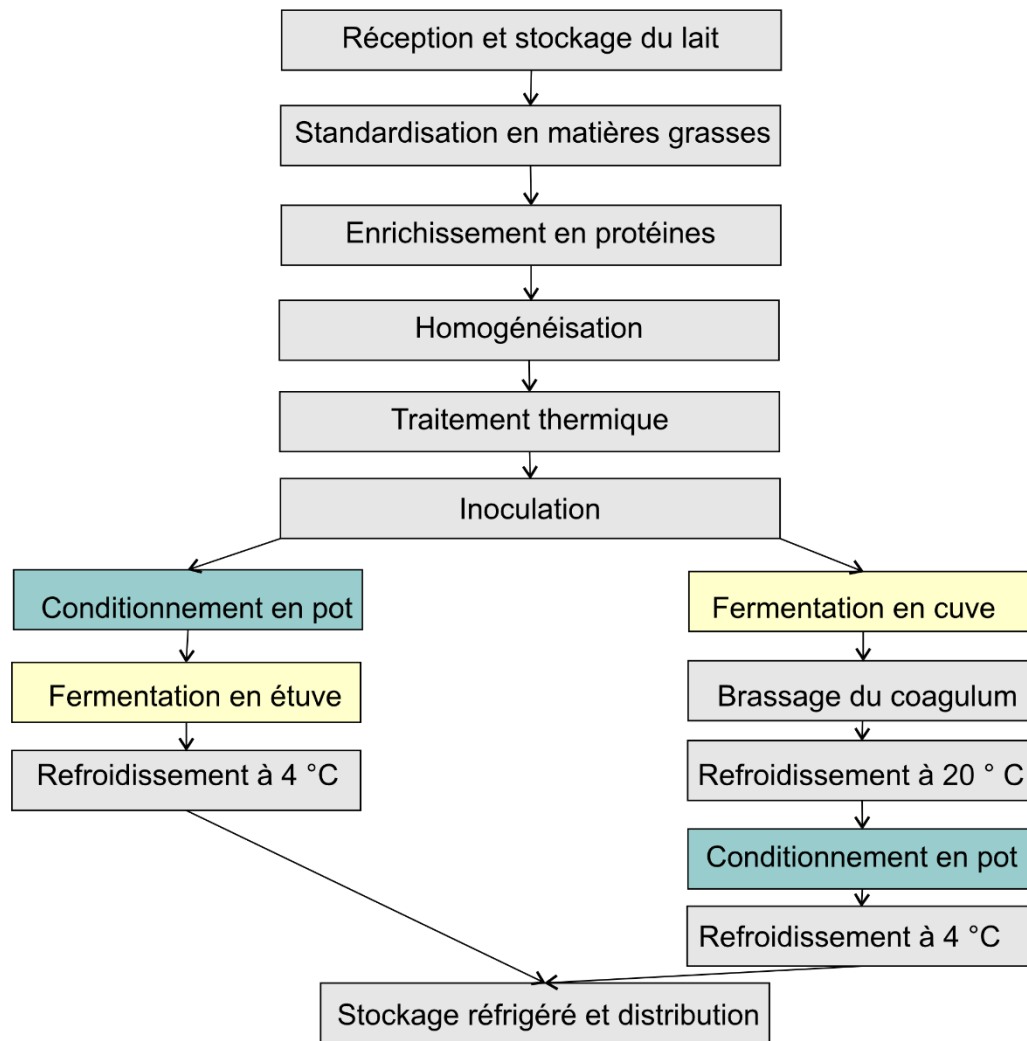 Réception et stockage du lait
Standardisation en matières grasses
Enrichissement en protéines
Homogénéisation
Traitement thermique
Inoculation
Conditionnement en pot
Fermentation en étuve
Refroidissement à 4 °C
Fermentation en cuve
Brassage du coagulum
Refroidissement à 20 ° C
Conditionnement en pot
Refroidissement à 4 °C
Stockage réfrigéré et distribution